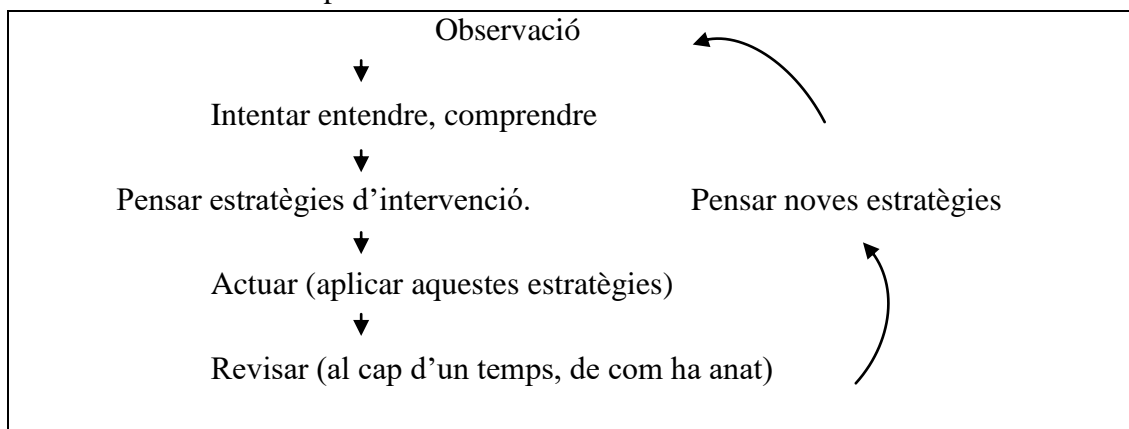 Observació
Intentar entendre, comprendre
Pensar estratègies d’intervenció. Pensar noves estratègies
Actuar (aplicar aquestes estratègies)
Revisar (al cap d’un temps, de com ha anat)